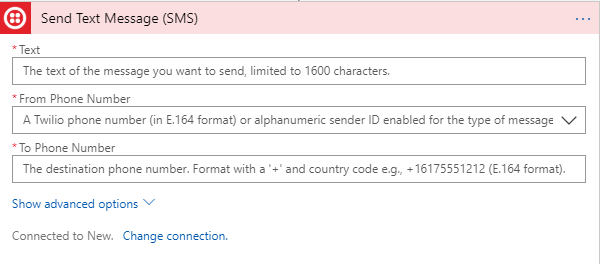 Send Text Message (SMS)
...
* Text
The text of the message you want to send, limited to 1600 characters.
* From Phone Number
A Twilio phone number (in E.164 format) or alphanumeric sender ID enabled for the type of message
* To Phone Number
The destination phone number. Format with a '+' and country code e.g., +16175551212 (E.164 format).
Show advanced options
Connected to New. Change connection.